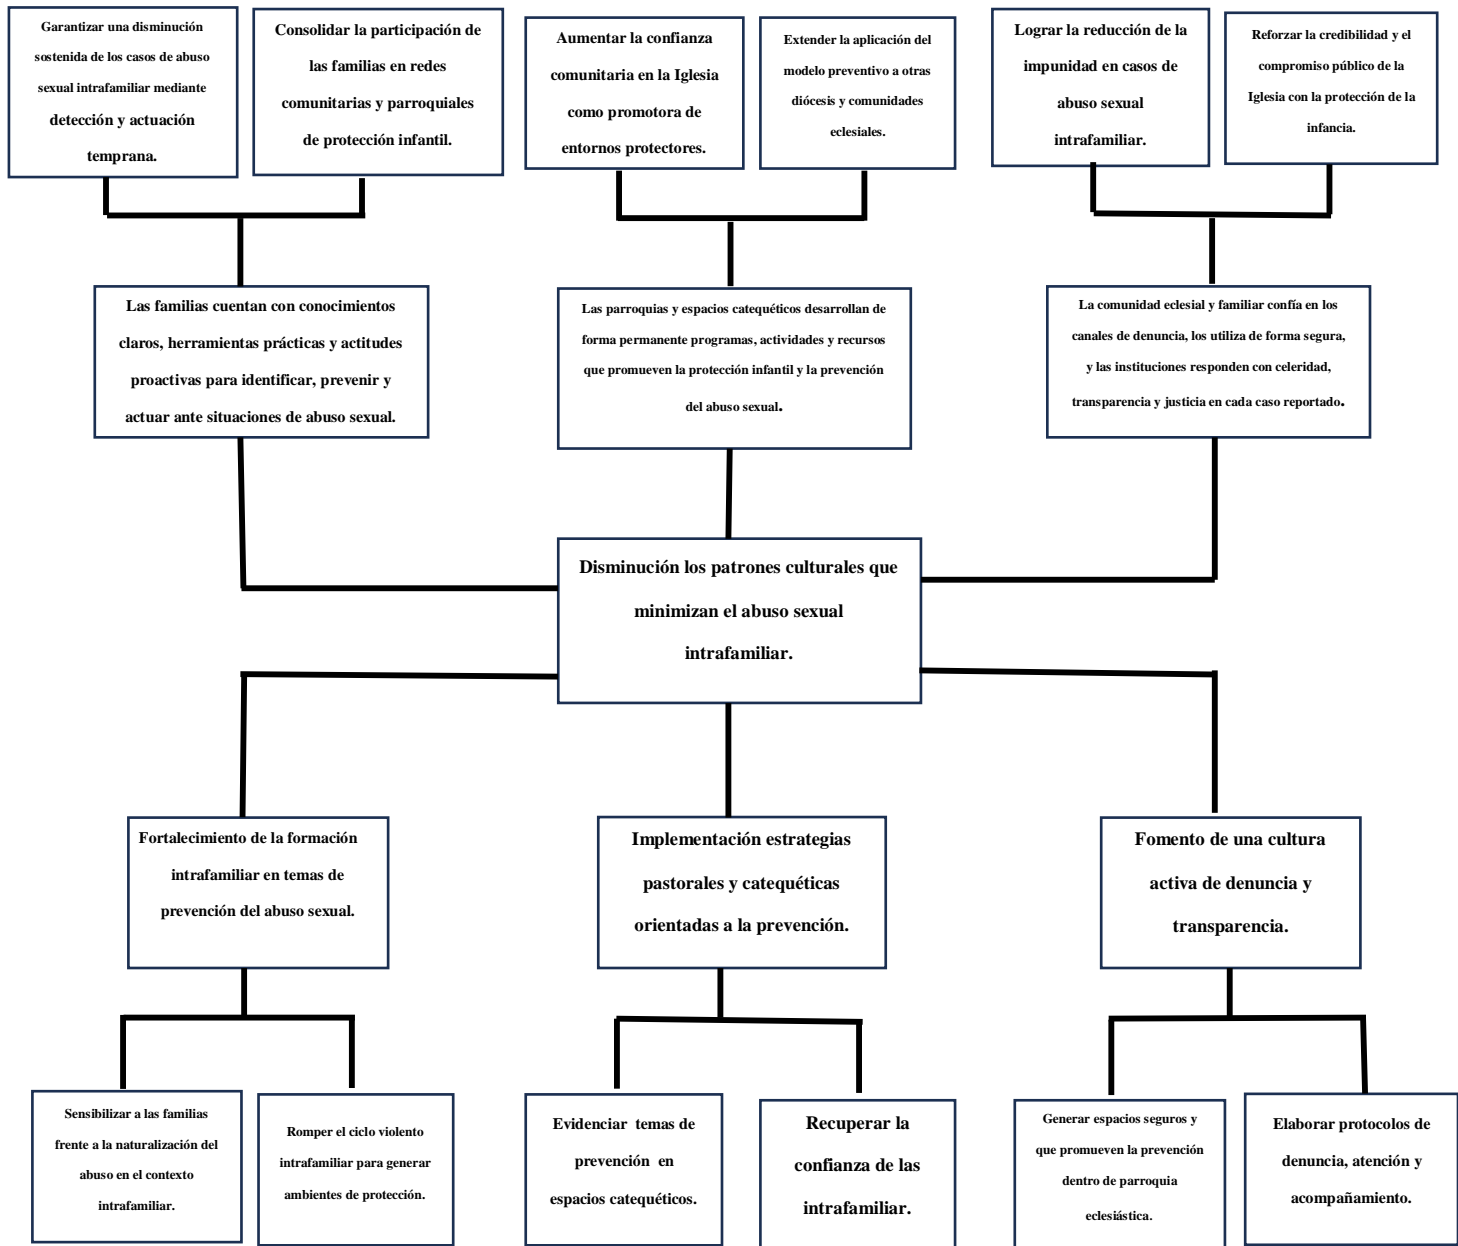 Garantizar una disminución
sostenida de los casos de abuso
sexual intrafamiliar mediante
detección y actuación
temprana.
Consolidar la participación de
las familias en redes
comunitarias y parroquiales
de protección infantil.
Aumentar la confianza
comunitaria en la Iglesia
como promotora de
entornos protectores.
Extender la aplicación del
modelo preventivo a otras
diócesis y comunidades
eclesiales.
Lograr la reducción de la
impunidad en casos de
abuso sexual
intrafamiliar.
Reforzar la credibilidad y el
compromiso público de la
Iglesia con la protección de la
infancia.
Las familias cuentan con conocimientos
claros, herramientas prácticas y actitudes
proactivas para identificar, prevenir y
actuar ante situaciones de abuso sexual.
Las parroquias y espacios catequéticos desarrollan de
forma permanente programas, actividades y recursos
que promueven la protección infantil y la prevención
del abuso sexual.
La comunidad eclesial y familiar confía en los
canales de denuncia, los utiliza de forma segura,
y las instituciones responden con celeridad,
transparencia y justicia en cada caso reportado.
Disminución los patrones culturales que
minimizan el abuso sexual
intrafamiliar.
Fortalecimiento de la formación
intrafamiliar en temas de
prevención del abuso sexual.
Implementación estrategias
pastorales y catequéticas
orientadas a la prevención.
Fomento de una cultura
activa de denuncia y
transparencia.
Sensibilizar a las familias
frente a la naturalización del
abuso en el contexto
intrafamiliar.
Romper el ciclo violento
intrafamiliar para generar
ambientes de protección.
Evidenciar temas de
prevención en
espacios catequéticos.
Recuperar la
confianza de las
intrafamiliar.
Generar espacios seguros y
que promueven la prevención
dentro de parroquia
eclesiástica.
Elaborar protocolos de
denuncia, atención y
acompañamiento.